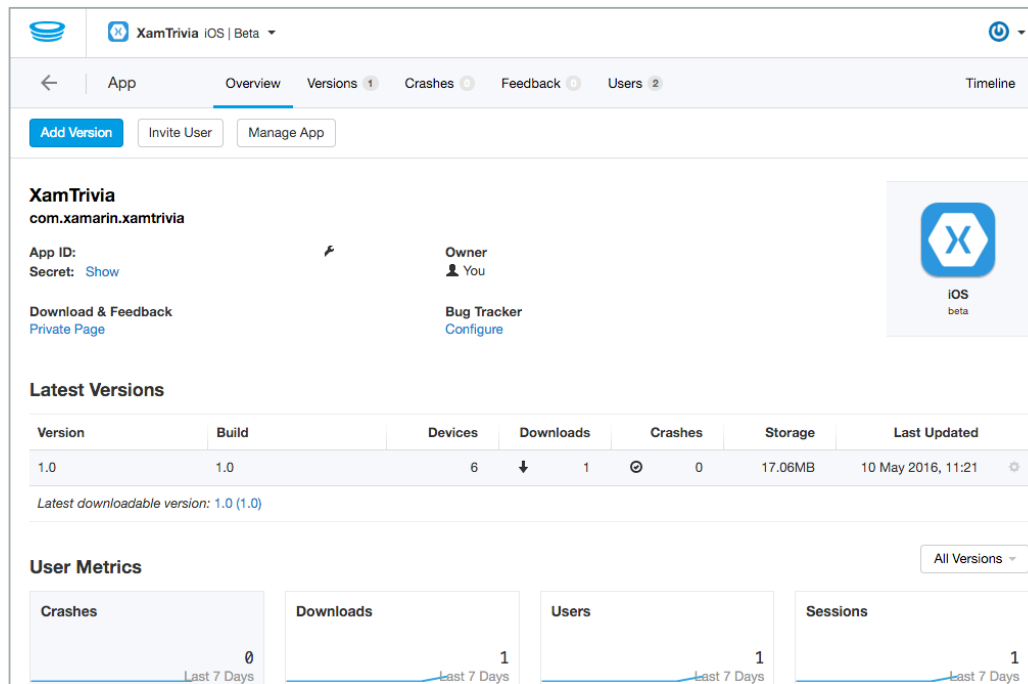 XamTrivia iOS | Beta
App Overview Versions 1 Crashes 0 Feedback 0 Users 2 Timeline
Add Version Invite User Manage App
XamTrivia
com.xamarin.xamtrivia
App ID: Owner
Secret: Show You
Download & Feedback Bug Tracker
Private Page Configure
iOS
beta
Latest Versions
Version Build Devices Downloads Crashes Storage Last Updated
1.0 1.0 6 1 0 17.06MB 10 May 2016, 11:21
Latest downloadable version: 1.0 (1.0)
User Metrics All Versions
Crashes Downloads Users Sessions
0 1 1 1
Last 7 Days Last 7 Days Last 7 Days Last 7 Days